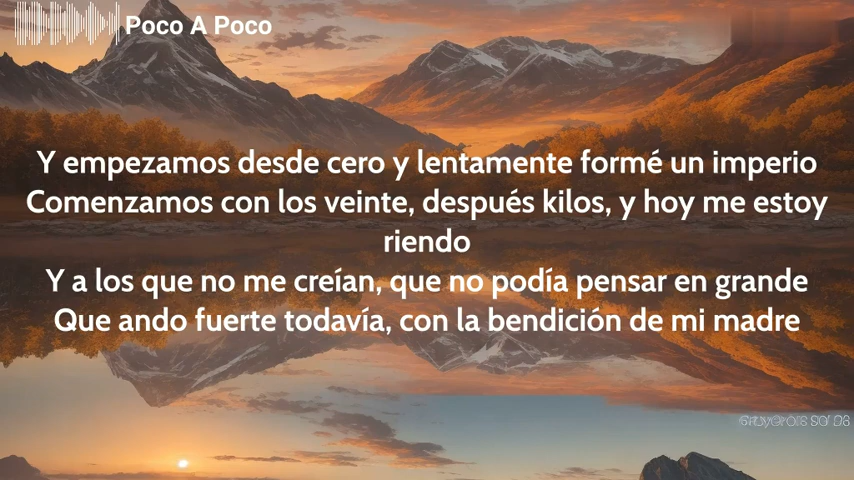 Poco A Poco
Y empezamos desde cero y lentamente formé un imperio
Comenzamos con los veinte, después kilos, y hoy me estoy
riendo
Y a los que no me creían, que no podía pensar en grande
Que ando fuerte todavía, con la bendición de mi madre